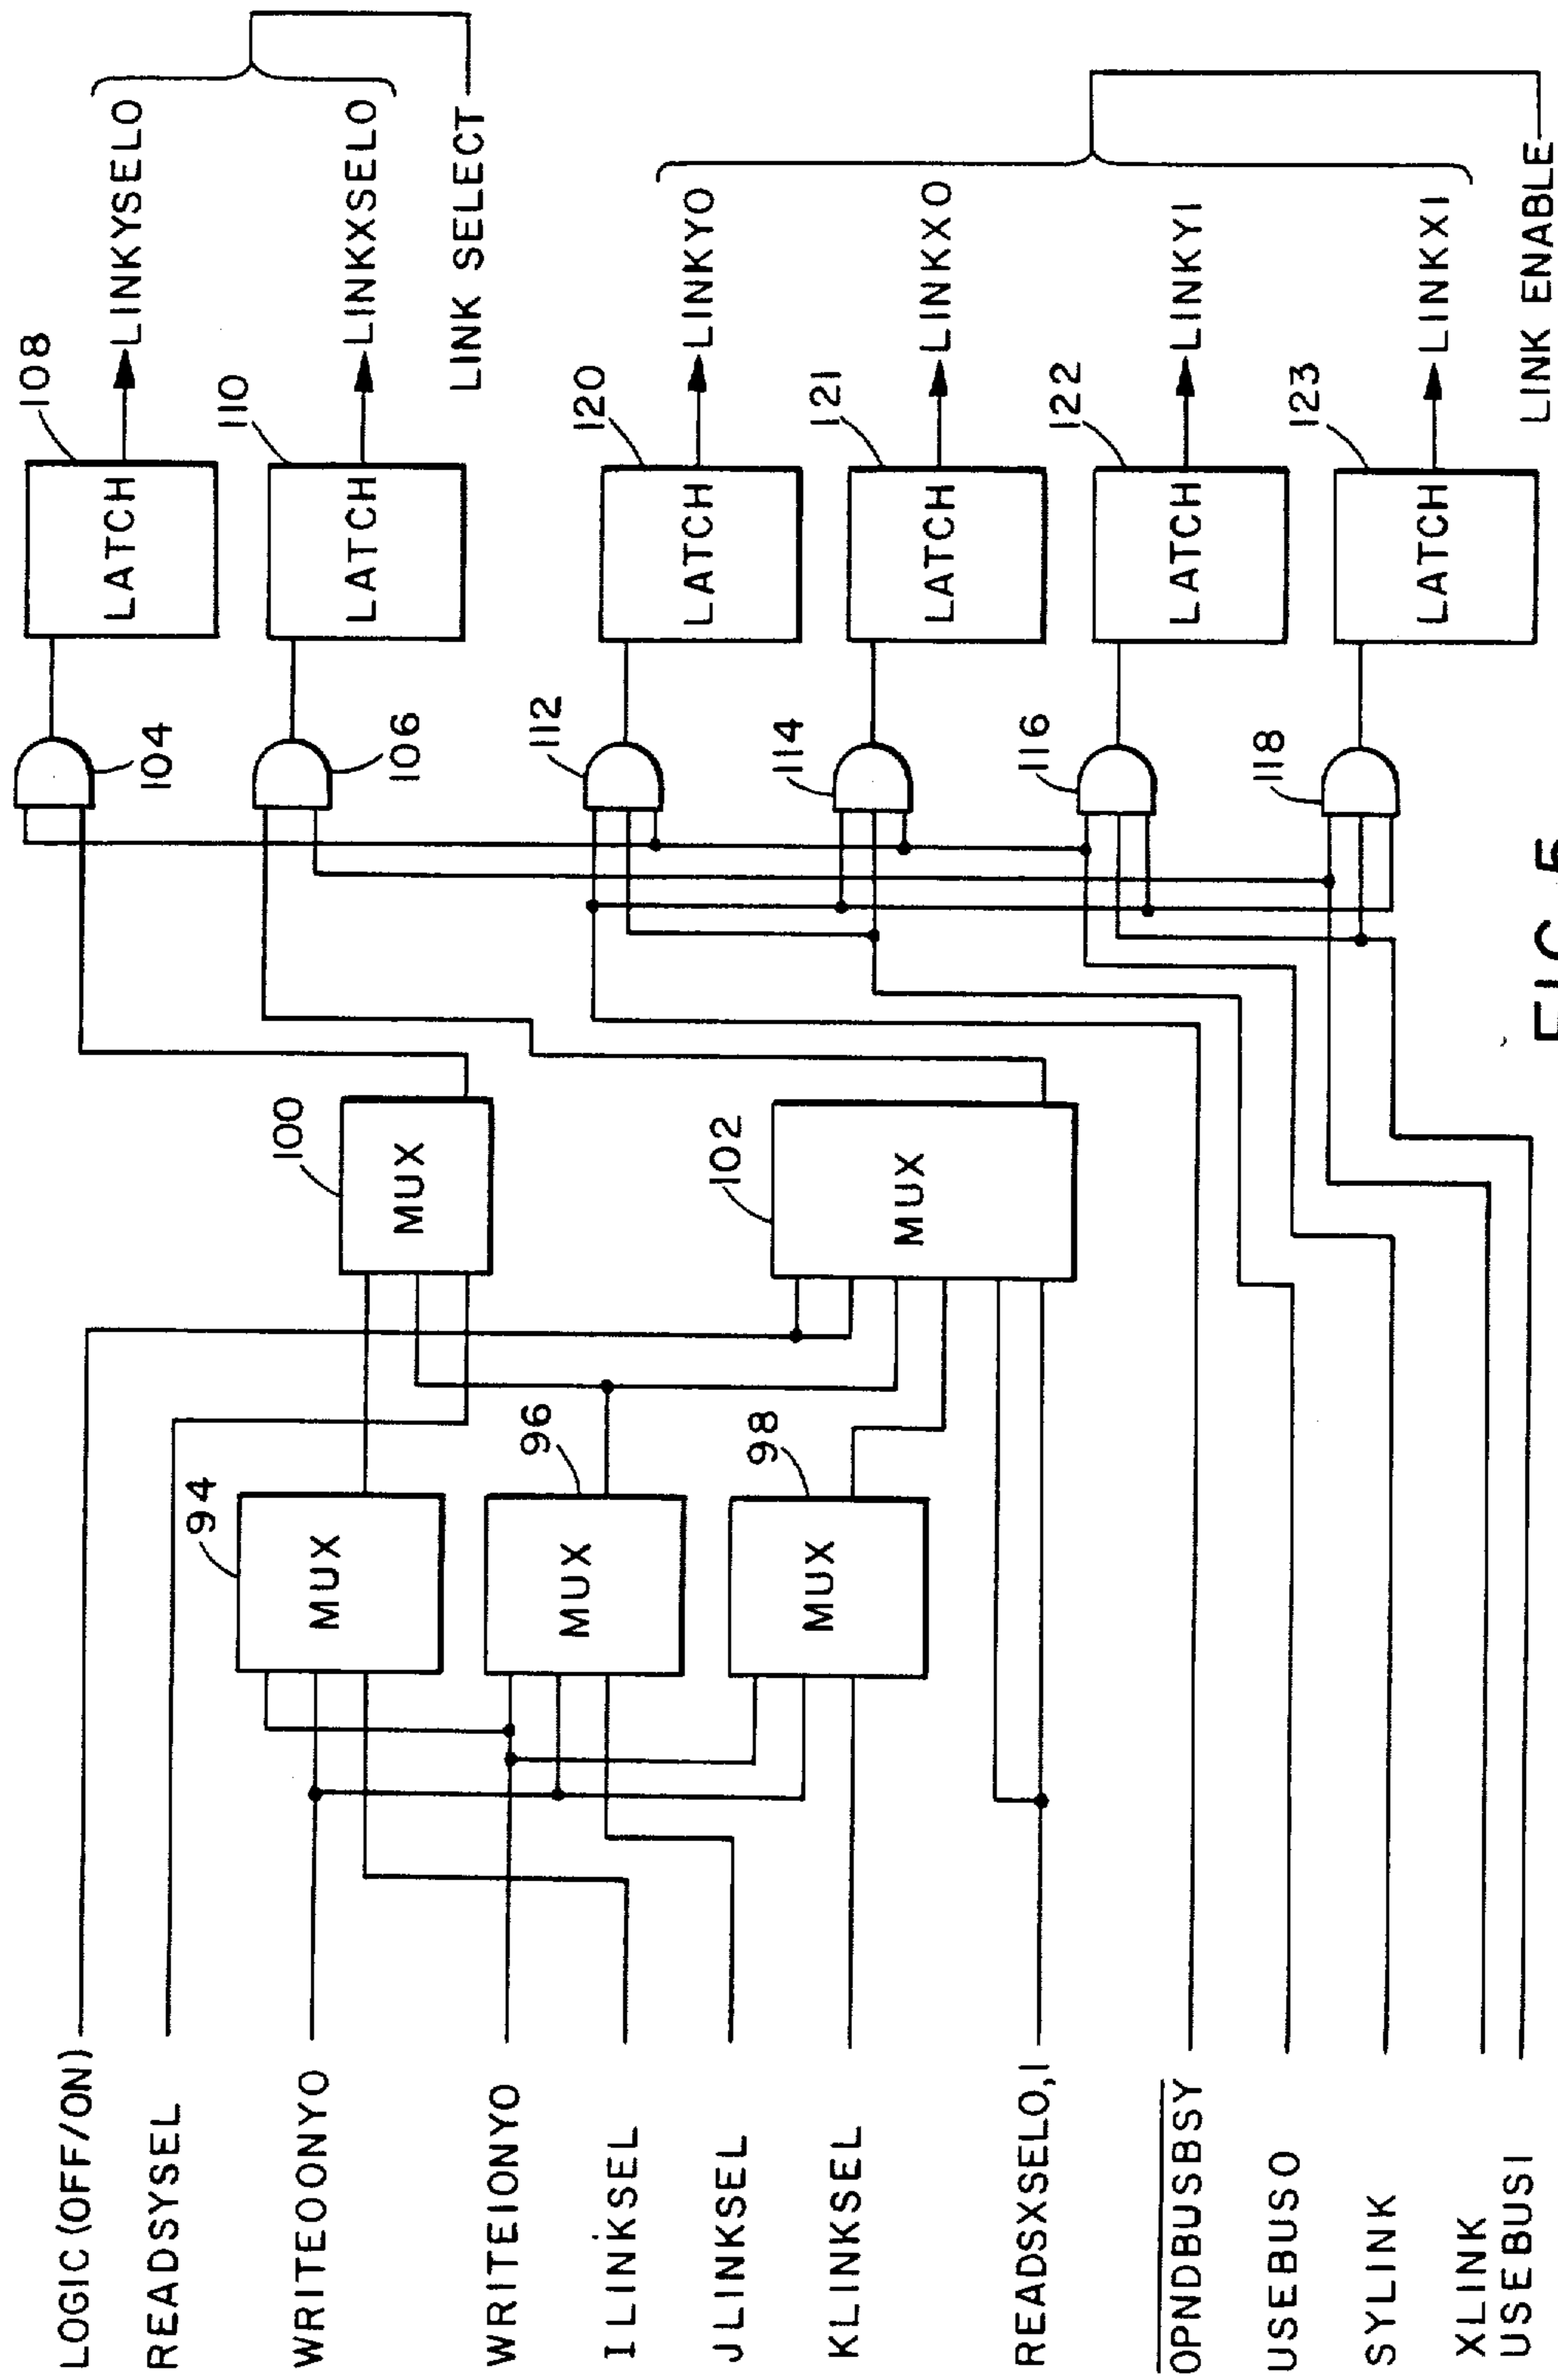 LOGIC (OFF/ON)
READSYSEL
WRITEOONYO
WRITEIONYO
ILINKSEL
JLINKSEL
KLINKSEL
READSXSELO,I
OPNDBUSBSY
USEBUSO
SYLINK
XLINK
USEBUSI
94
MUX
96
MUX
98
MUX
100
MUX
102
MUX
104
106
112
114
116
118
108
LATCH
110
LATCH
120
LATCH
121
LATCH
122
LATCH
123
LATCH
LINKYSELO
LINKXSELO
LINK SELECT
LINKYO
LINKXO
LINKYI
LINKXI
LINK ENABLE